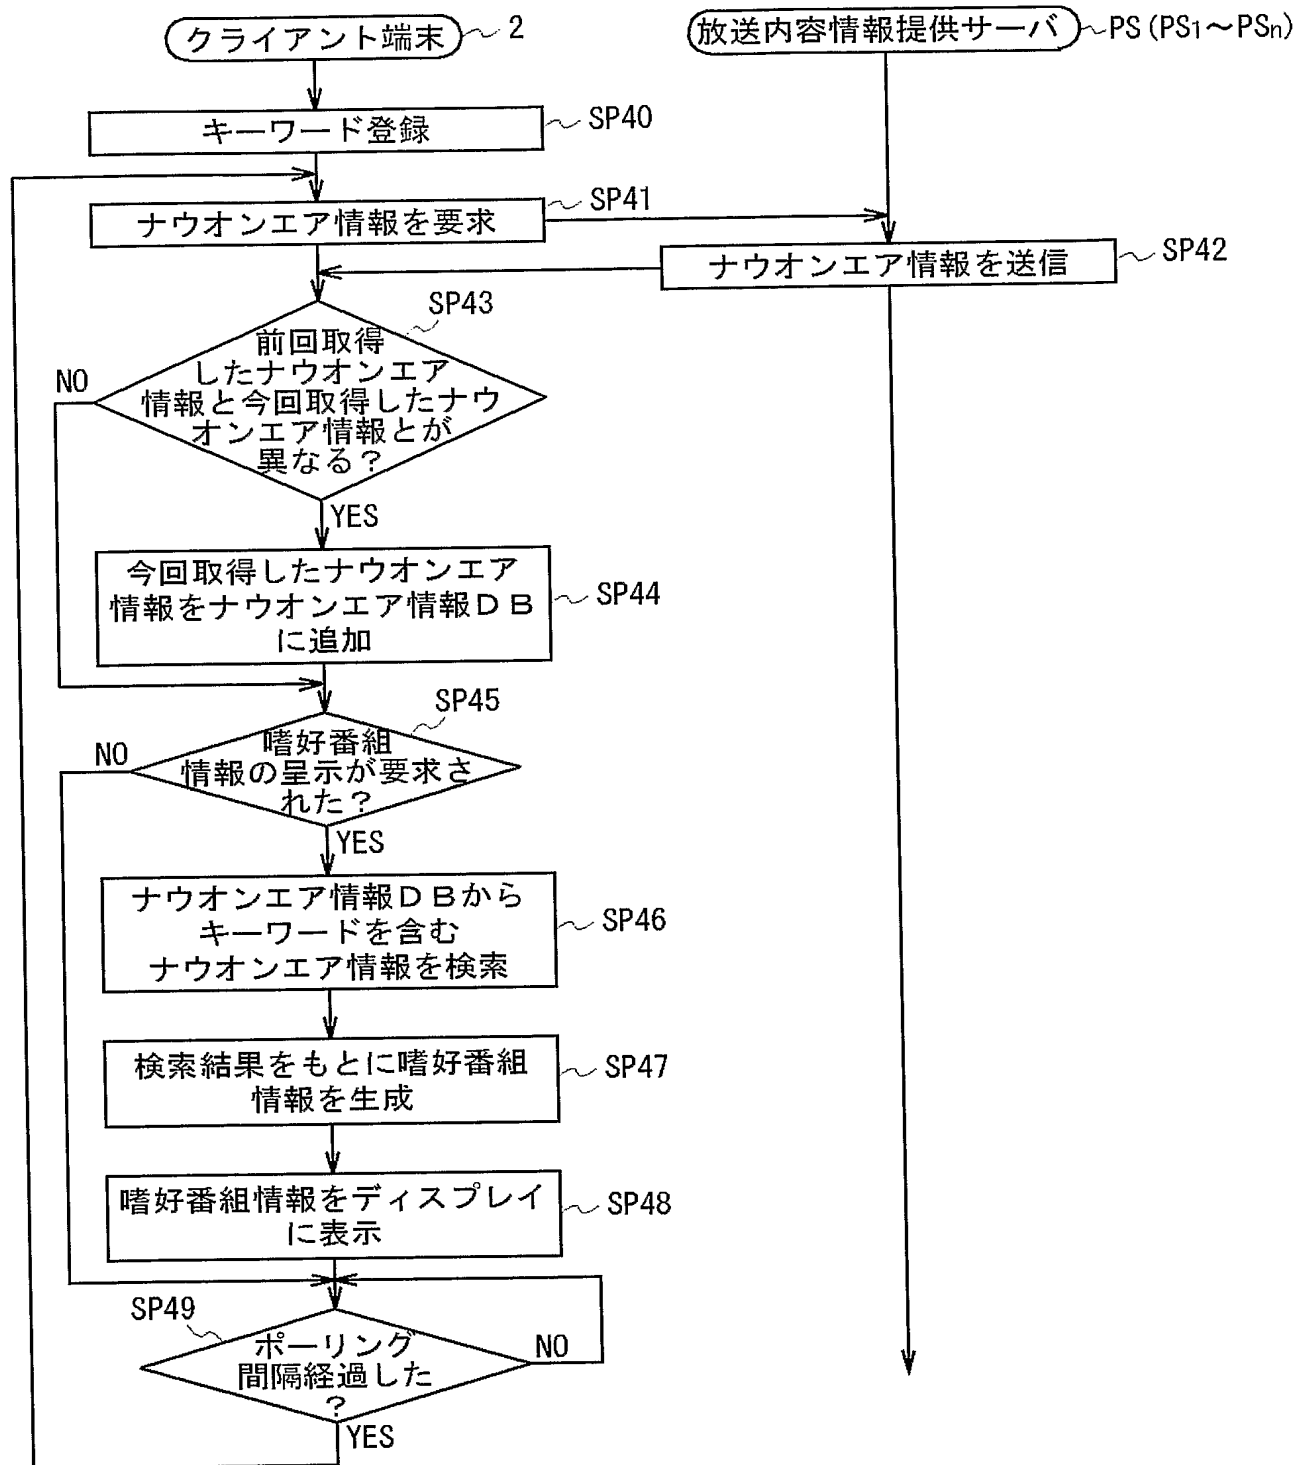 クライアント端末
2
放送内容情報提供サーバ
PS(PS1～PSn)
キーワード登録
SP40
ナウオンエア情報を要求
SP41
ナウオンエア情報を送信
SP42
SP43
前回取得
したナウオンエア
情報と今回取得したナウ
オンエア情報とが
異なる？
NO
YES
今回取得したナウオンエア
情報をナウオンエア情報ＤＢ
に追加
SP44
SP45
嗜好番組
情報の呈示が要求さ
れた？
NO
YES
ナウオンエア情報ＤＢから
キーワードを含む
ナウオンエア情報を検索
SP46
検索結果をもとに嗜好番組
情報を生成
SP47
嗜好番組情報をディスプレイ
に表示
SP48
SP49
ポーリング
間隔経過した
？
NO
YES